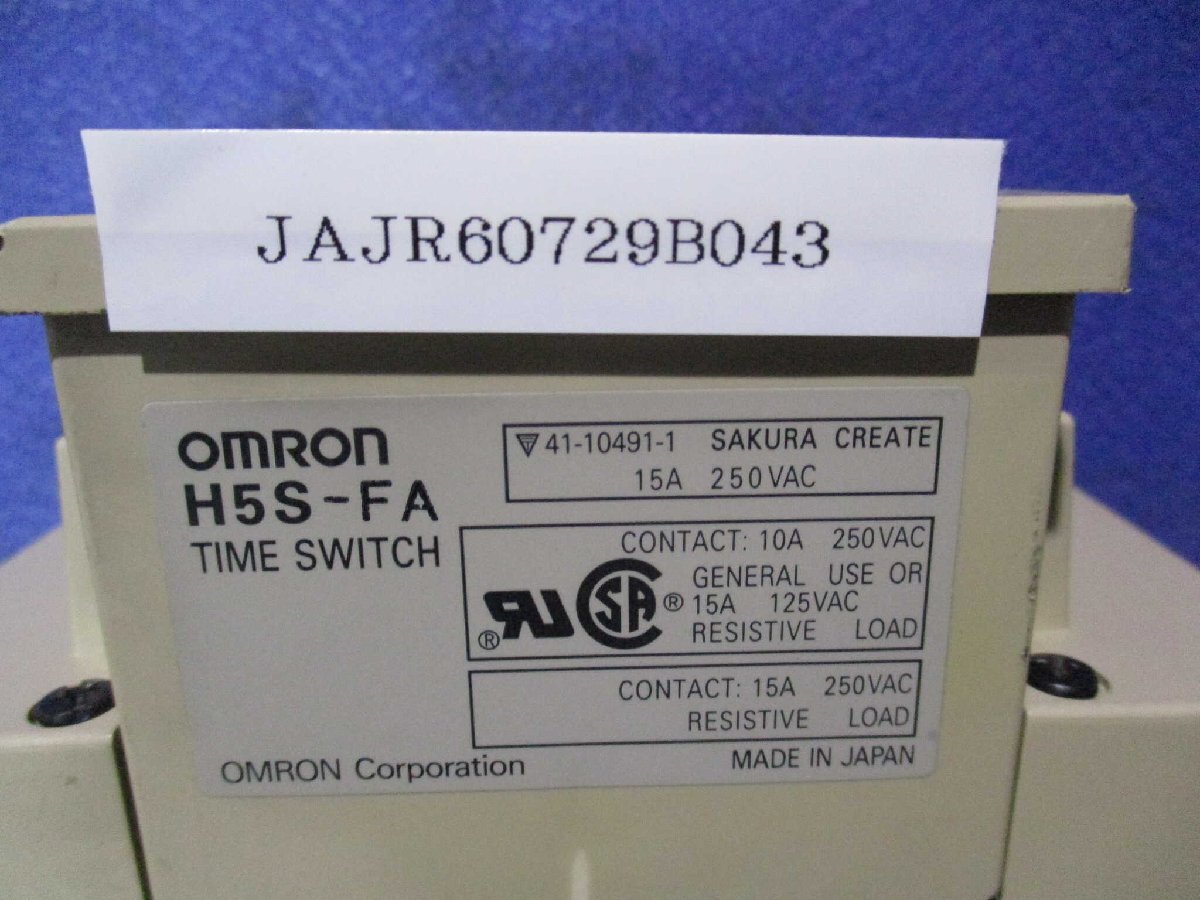 JAJR60729B043
OMRON
H5S-FA
TIME SWITCH
41-10491-1 SAKURA CREATE
15A 250VAC
CONTACT: 10A 250VAC
GENERAL USE OR
15A 125VAC
RESISTIVE LOAD
CONTACT: 15A 250VAC
RESISTIVE LOAD
OMRON Corporation
MADE IN JAPAN